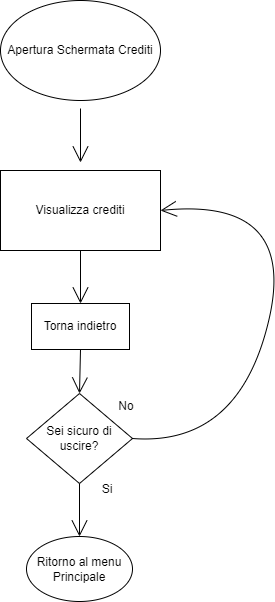 Apertura Schermata Crediti
Visualizza crediti
Torna indietro
No
Sei sicuro di
uscire?
Si
Ritorno al menu
Principale